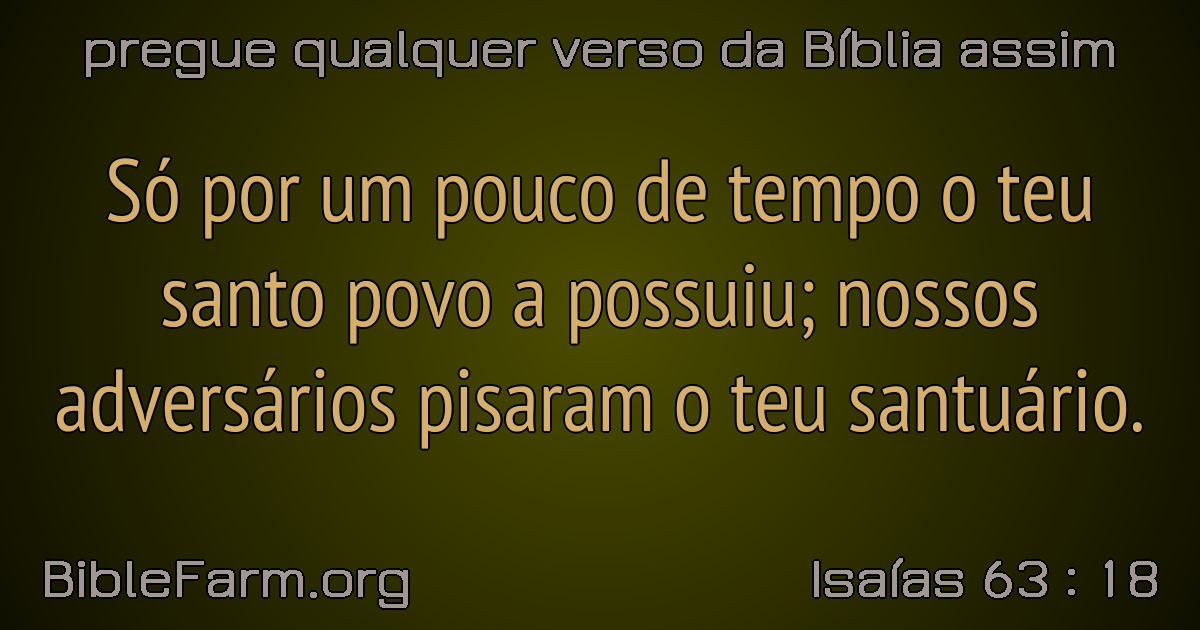 pregue qualquer verso da Bíblia assim
Só por um pouco de tempo o teu
santo povo a possuiu; nossos
adversários pisaram o teu santuário.
BibleFarm.org
Isaías 63 : 18